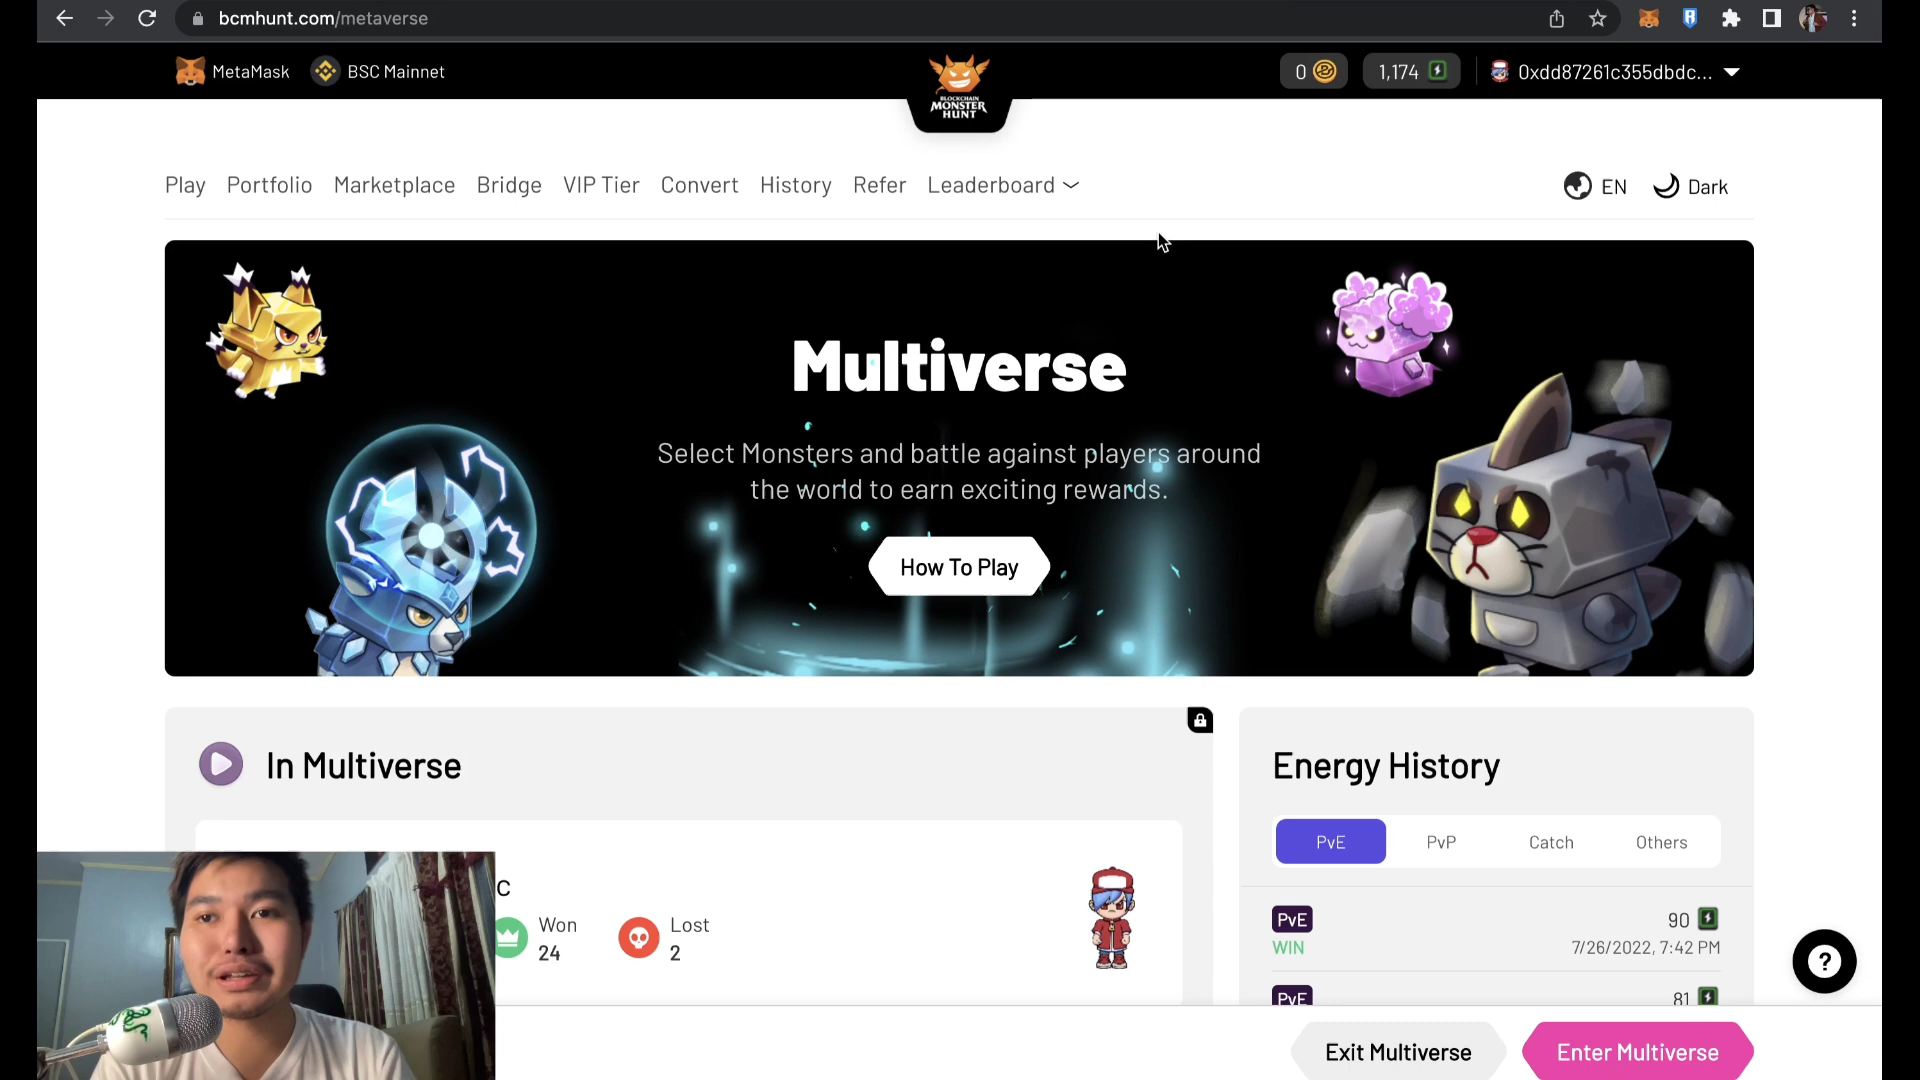 bcmhunt.com/metaverse
MetaMask
BSC Mainnet
BLOCKCHAIN
MONSTER
HUNT
0
1,174
0xdd87261c355dbdc...
Play
Portfolio
Marketplace
Bridge
VIP Tier
Convert
History
Refer
Leaderboard
EN
Dark
Multiverse
Select Monsters and battle against players around
the world to earn exciting rewards.
How To Play
In Multiverse
C
Won
24
Lost
2
Energy History
PvE
PvP
Catch
Others
PvE
90
WIN
7/26/2022, 7:42 PM
PvE
81
?
Exit Multiverse
Enter Multiverse